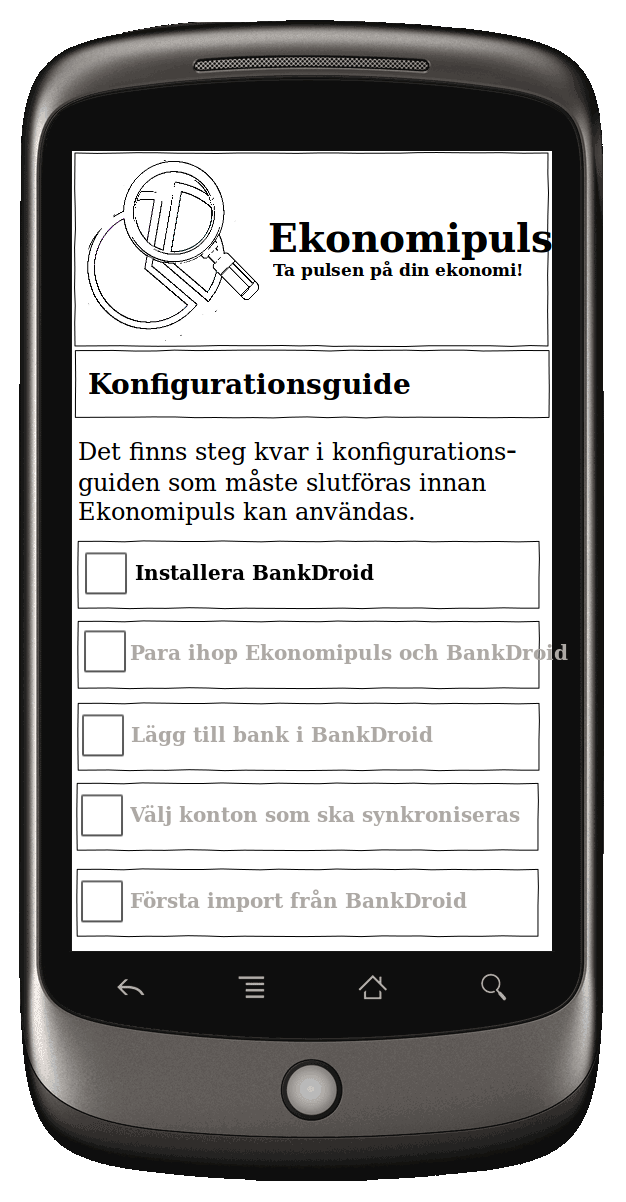 Ekonomipuls
Ta pulsen på din ekonomi!
Konfigurationsguide
Det finns steg kvar i konfigurations-
guiden som måste slutföras innan
Ekonomipuls kan användas.
Installera BankDroid
Para ihop Ekonomipuls och BankDroid
Lägg till bank i BankDroid
Välj konton som ska synkroniseras
Första import från BankDroid